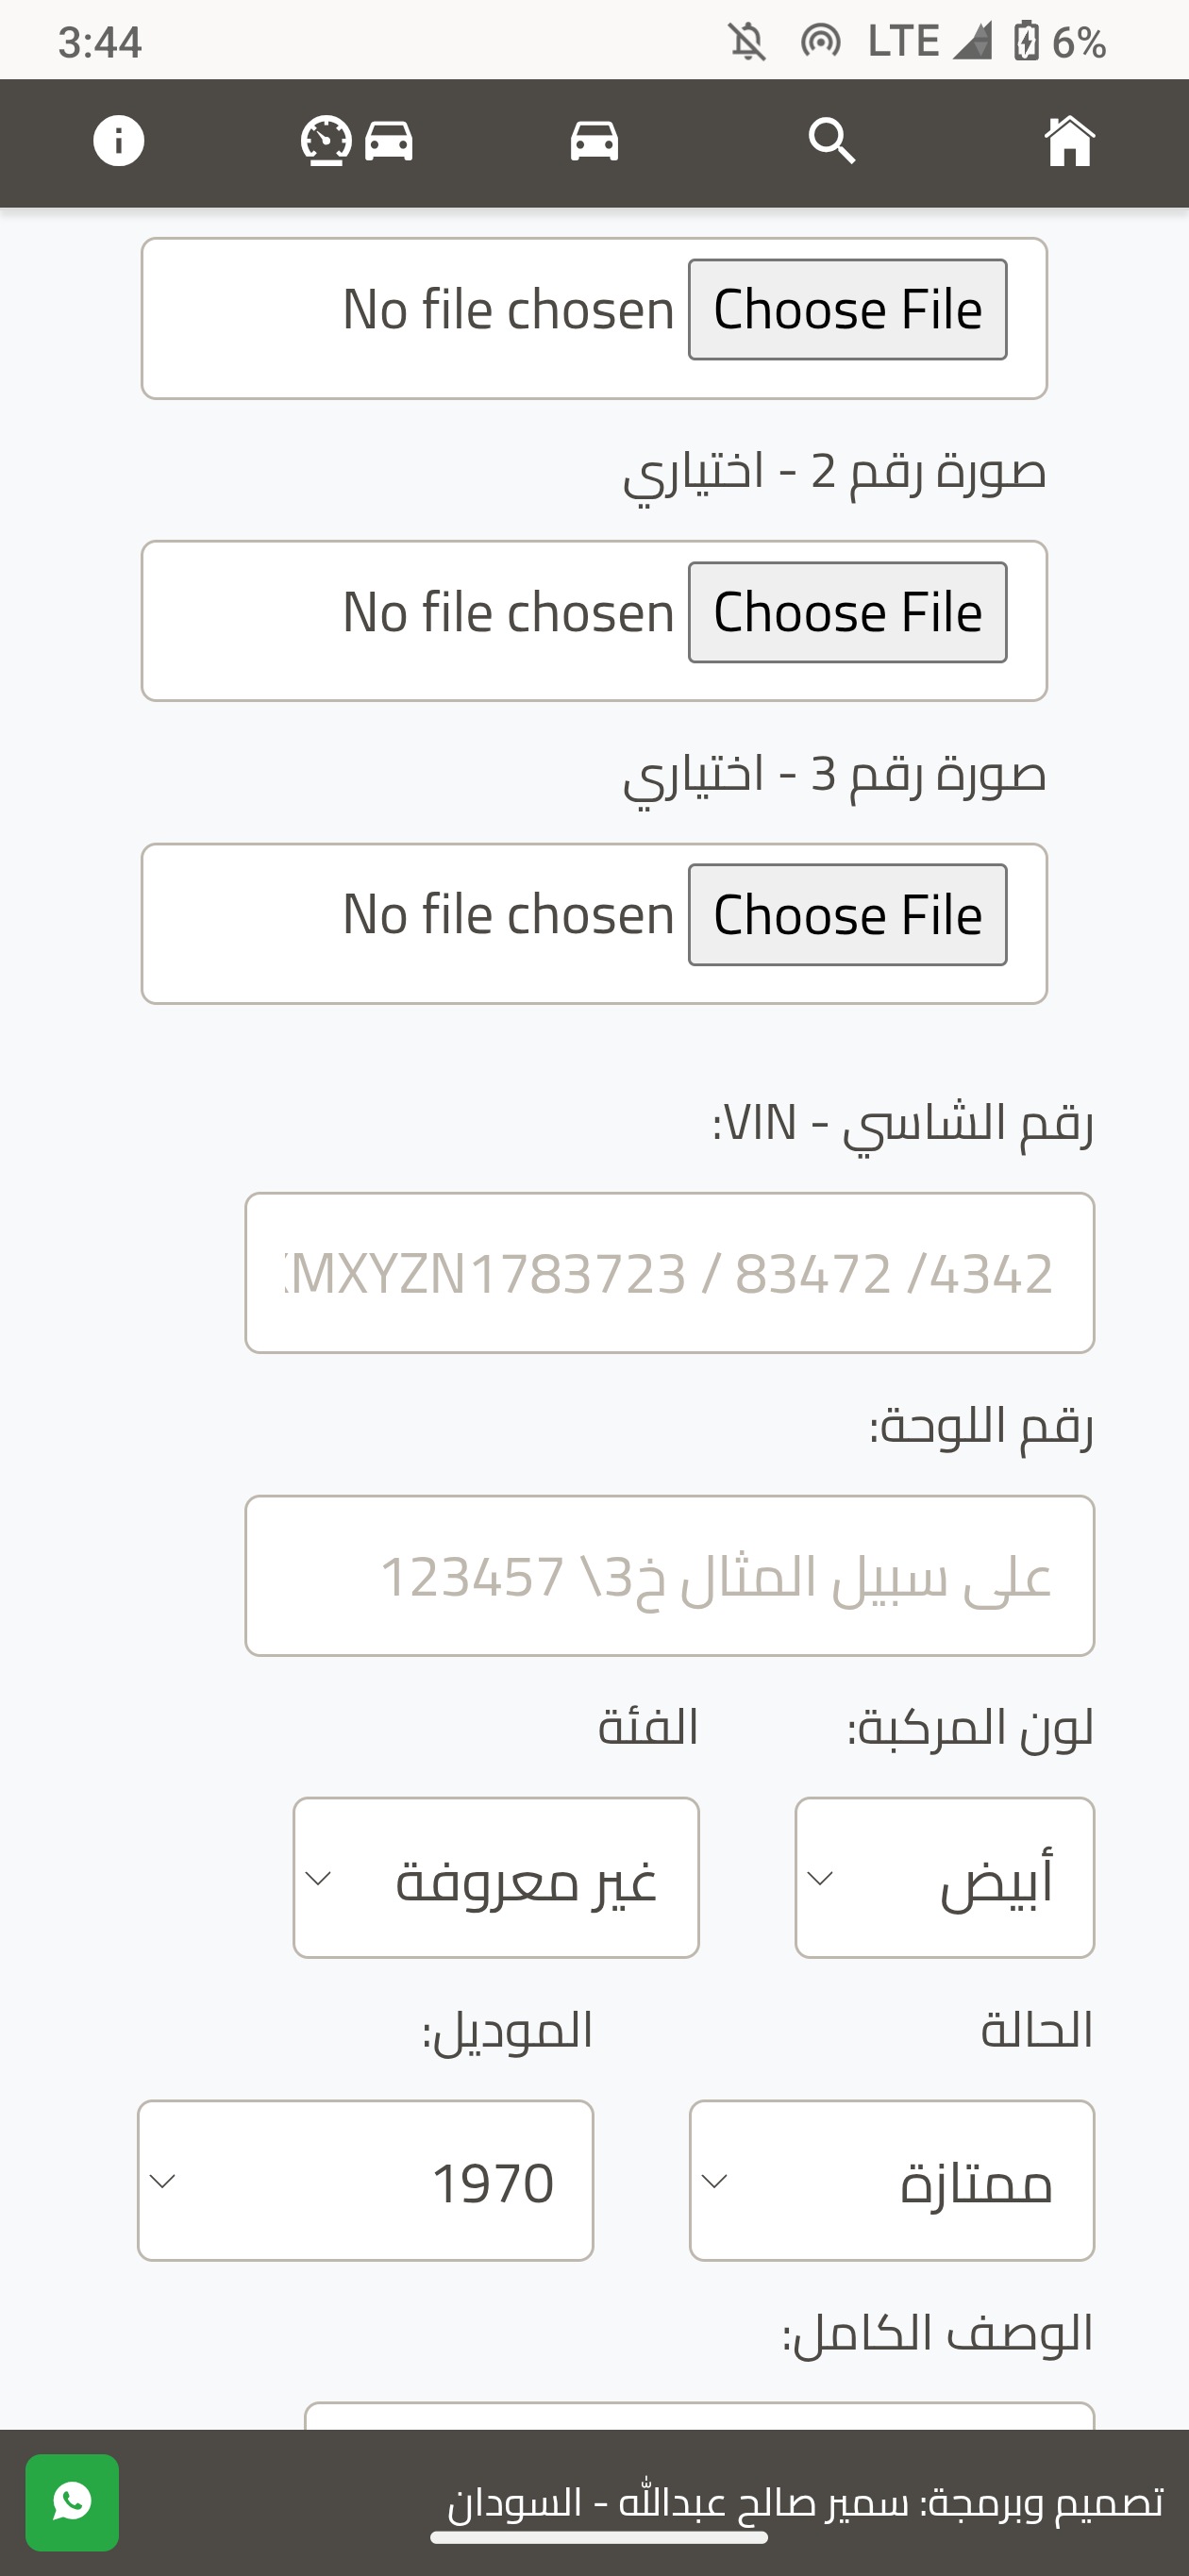 3:44 LTE 6%
Choose File No file chosen
صورة رقم 2 - اختياري
Choose File No file chosen
صورة رقم 3 - اختياري
Choose File No file chosen
رقم الشاسي - VIN:
MXYZN1783723 / 83472 /4342
رقم اللوحة:
على سبيل المثال خ3\ 123457
لون المركبة: الفئة
أبيض غير معروفة
الحالة الموديل:
ممتازة 1970
الوصف الكامل:
تصميم وبرمجة: سمير صالح عبدالله - السودان